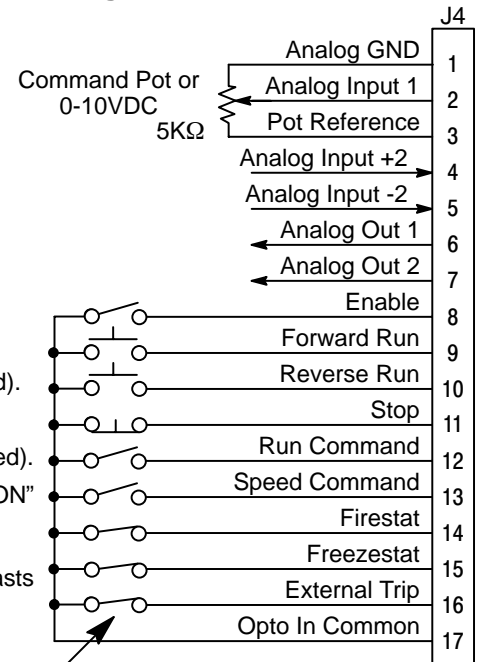 J4
Analog GND 1
Command Pot or
0-10VDC
Analog Input 1 2
5KΩ
Pot Reference 3
Analog Input +2 4
Analog Input -2 5
Analog Out 1 6
Analog Out 2 7
Enable 8
Forward Run 9
d).
Reverse Run 10
Stop 11
ed).
Run Command 12
ON”
Speed Command 13
Firestat 14
asts
Freezestat 15
External Trip 16
Opto In Common 17